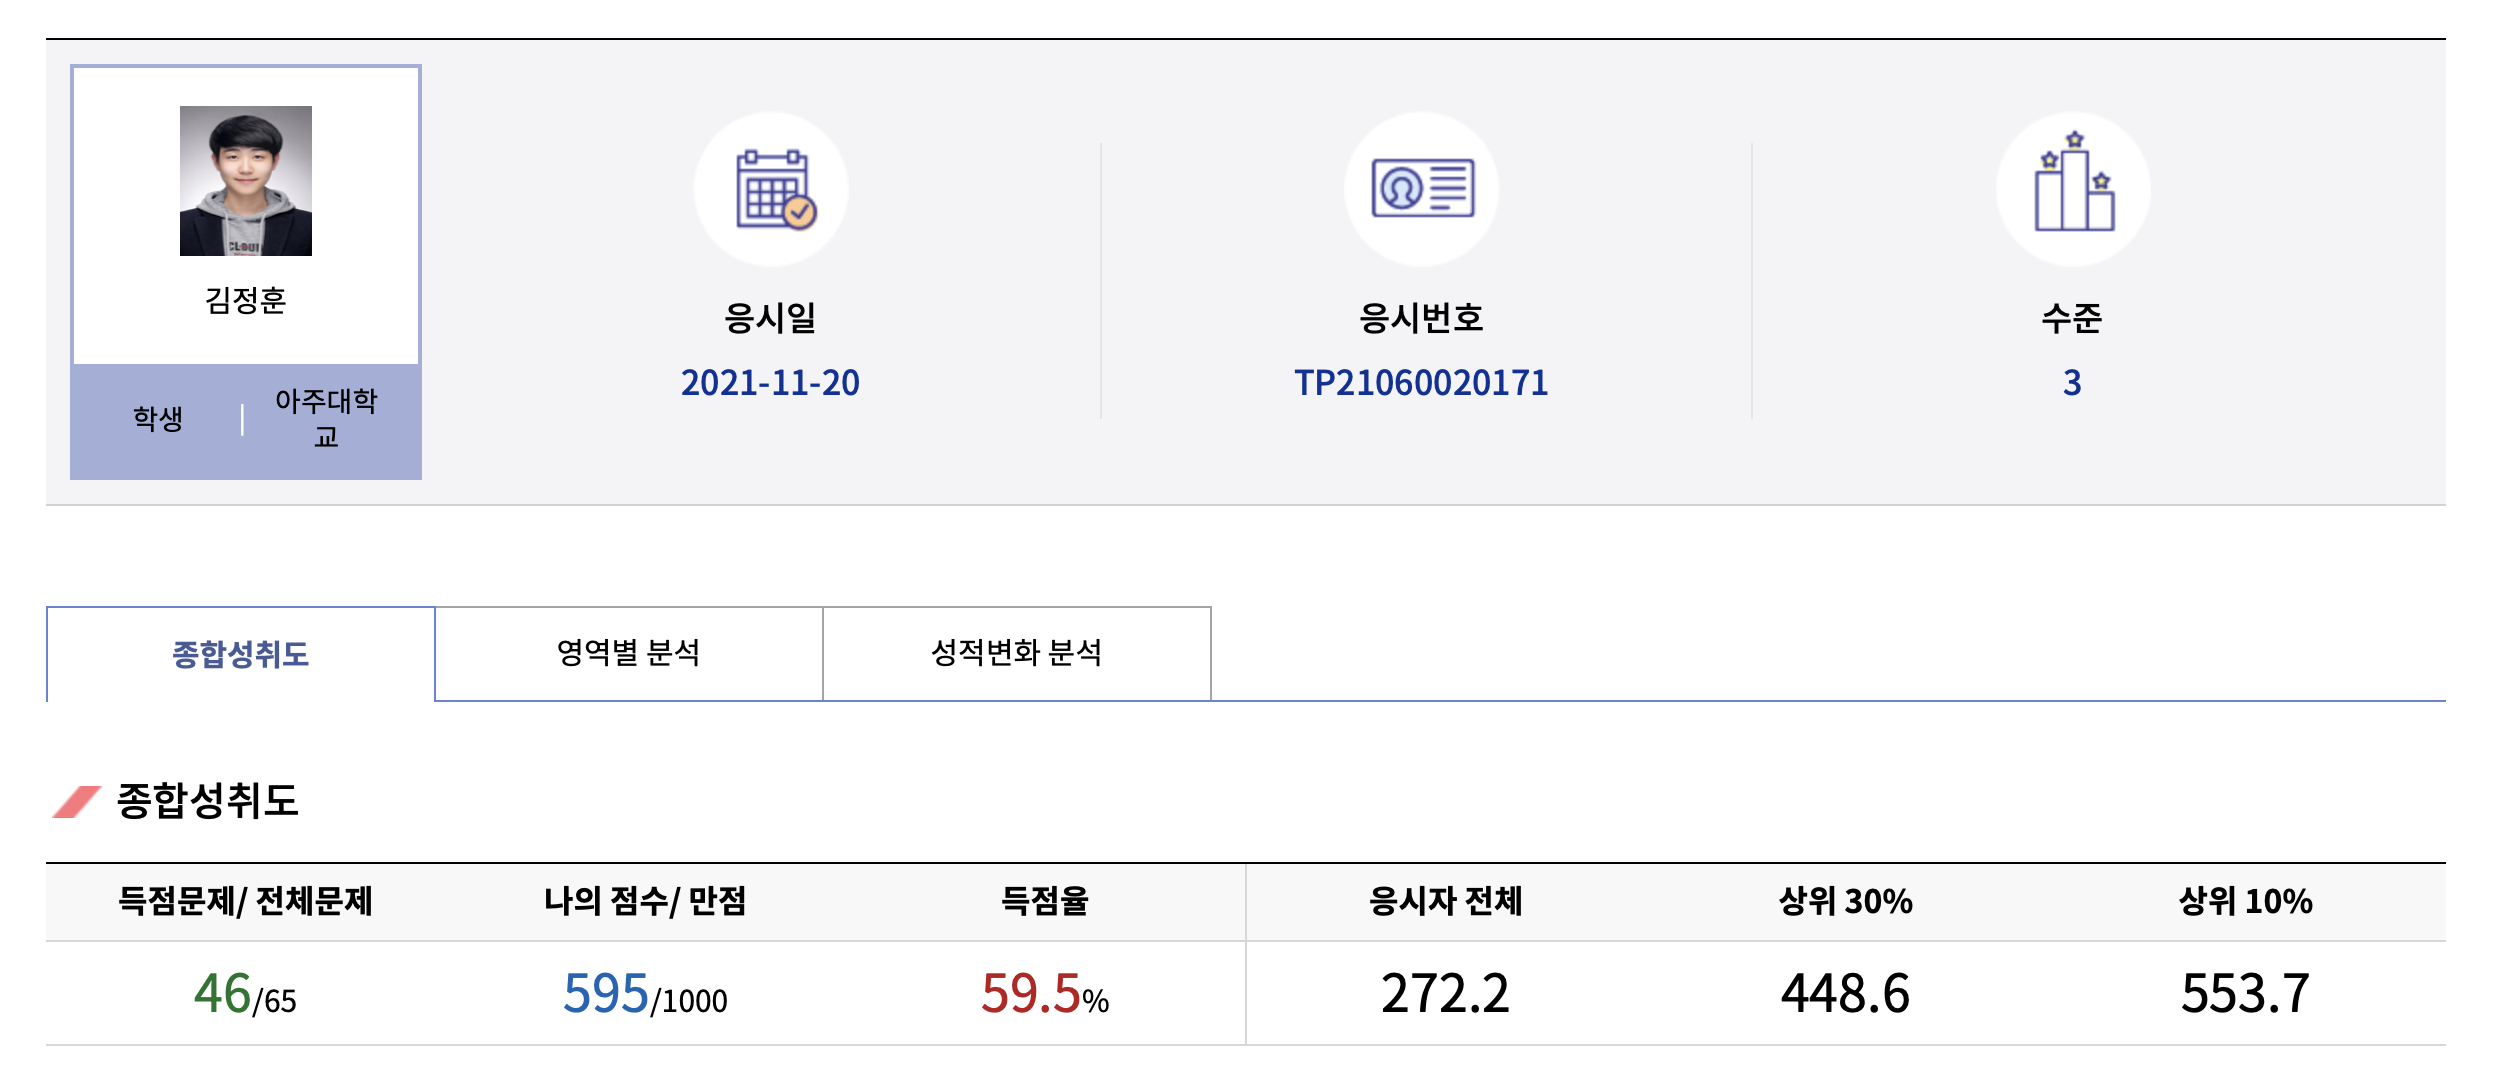 김정훈
학생
아주대학
교
응시일
2021-11-20
응시번호
TP21060020171
수준
3
종합성취도
영역별 분석
성적변화 분석
종합성취도
득점문제/ 전체문제
나의 점수/ 만점
득점율
응시자 전체
상위 30%
상위 10%
46/65
595/1000
59.5%
272.2
448.6
553.7